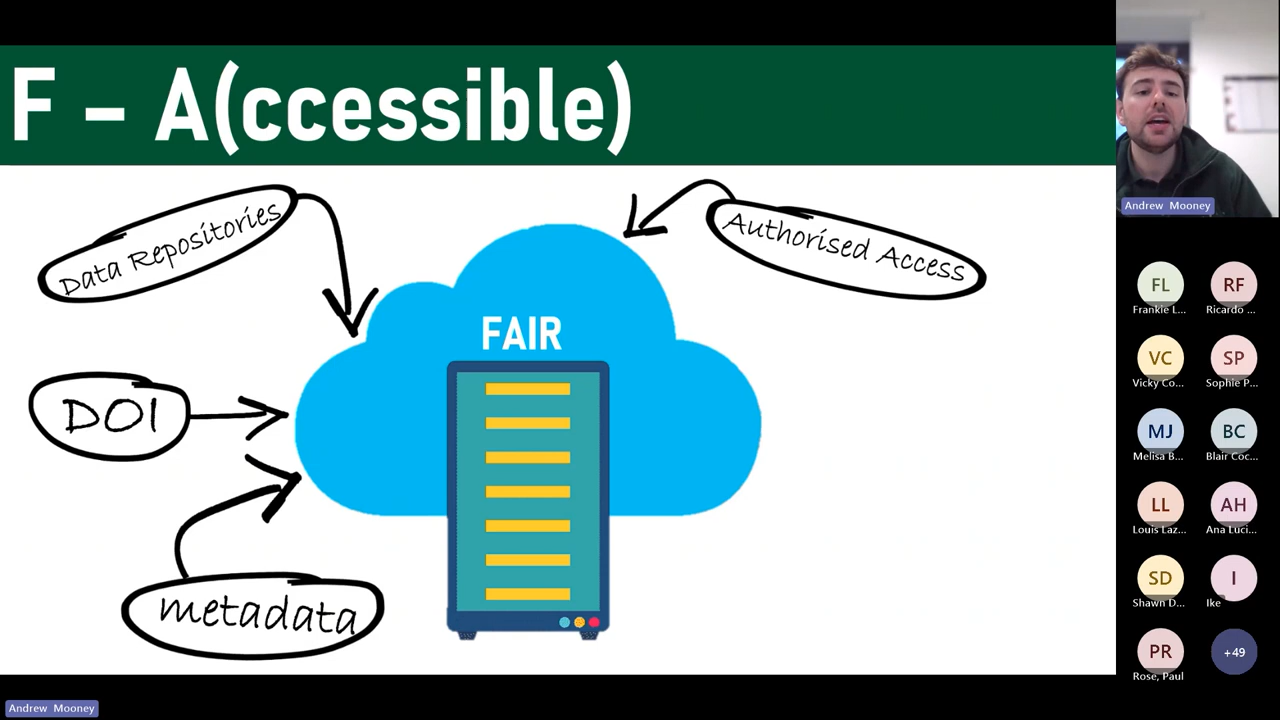 F – A(ccessible)
Data Repositories
Authorised Access
FAIR
DOI
metadata
Andrew Mooney
FL
RF
Frankie L...
Ricardo ...
VC
SP
Vicky Co...
Sophie P...
MJ
BC
Melisa B...
Blair Coc...
LL
AH
Louis Laz...
Ana Luci...
SD
I
Shawn D...
Ike
PR
+49
Rose, Paul
Andrew Mooney